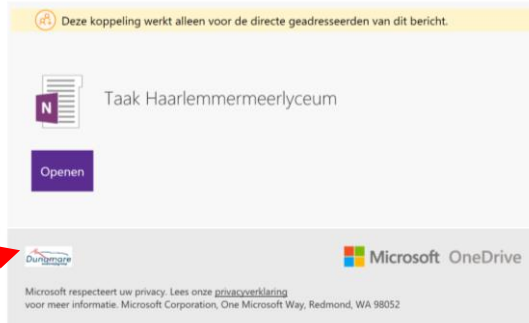 Deze koppeling werkt alleen voor de directe geadresseerden van dit bericht.
N
Taak Haarlemmermeerlyceum
Openen
Dunamare
Microsoft OneDrive
Microsoft respecteert uw privacy. Lees onze privacyverklaring
voor meer informatie. Microsoft Corporation, One Microsoft Way, Redmond, WA 98052